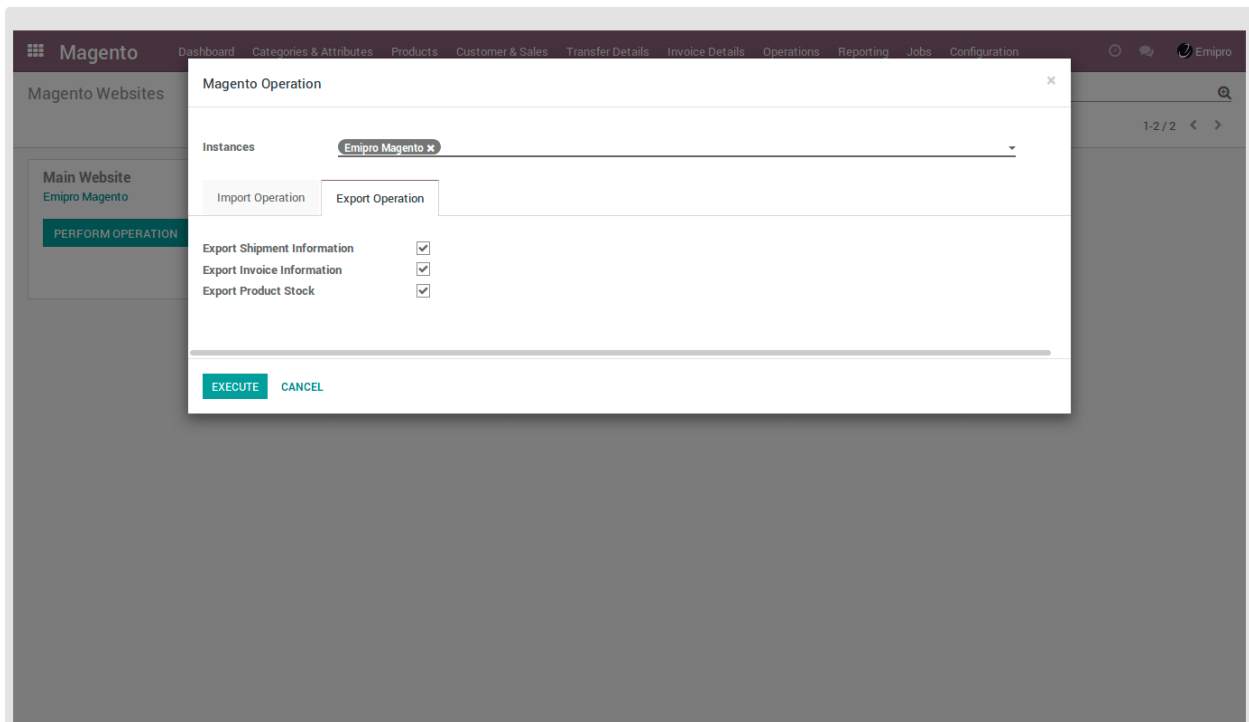 Magento Dashboard Categories & Attributes Products Customer & Sales Transfer Details Invoice Details Operations Reporting Jobs Configuration Emipro
Magento Operation ×
Magento Websites
1-2 / 2
Instances Emipro Magento ×
Main Website
Emipro Magento
Import Operation Export Operation
PERFORM OPERATION
Export Shipment Information
Export Invoice Information
Export Product Stock
EXECUTE CANCEL